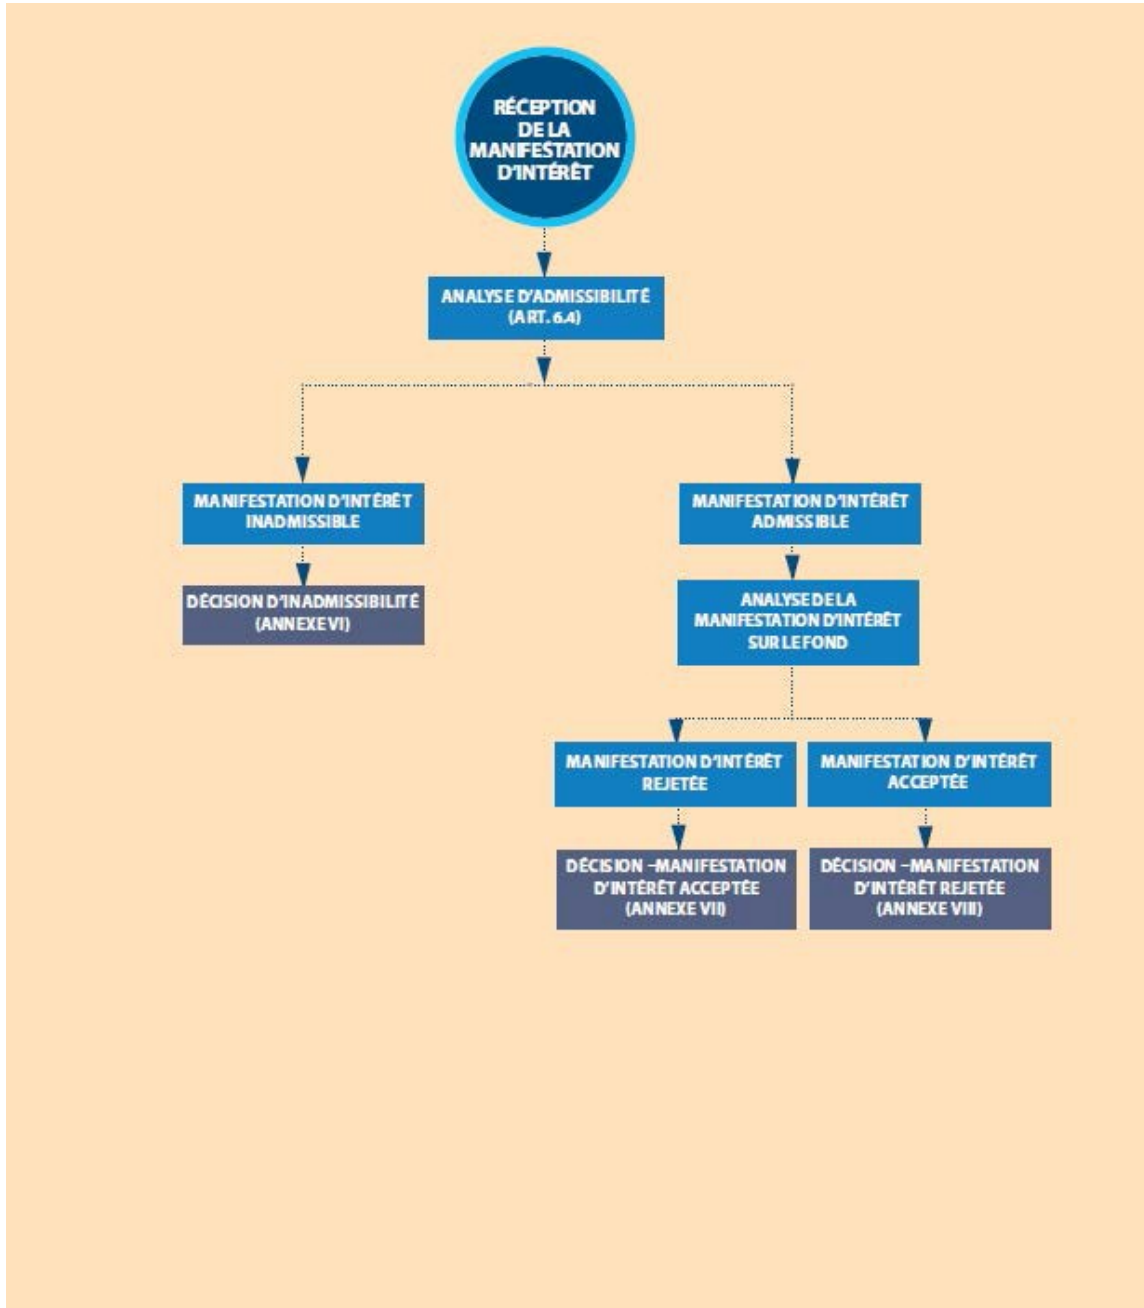 RÉCEPTION
DE LA
MANIFESTATION
D'INTÉRÊT
ANALYSE D'ADMISSIBILITÉ
(ART. 6.4)
MANIFESTATION D'INTÉRÊT
INADMISSIBLE
DÉCISION D'INADMISSIBILITÉ
(ANNEXE VI)
MANIFESTATION D'INTÉRÊT
ADMISSIBLE
ANALYSE DE LA
MANIFESTATION D'INTÉRÊT
SUR LE FOND
MANIFESTATION D'INTÉRÊT
REJETÉE
DÉCISION –MANIFESTATION
D'INTÉRÊT ACCEPTÉE
(ANNEXE VII)
MANIFESTATION D'INTÉRÊT
ACCEPTÉE
DÉCISION –MANIFESTATION
D'INTÉRÊT REJETÉE
(ANNEXE VIII)